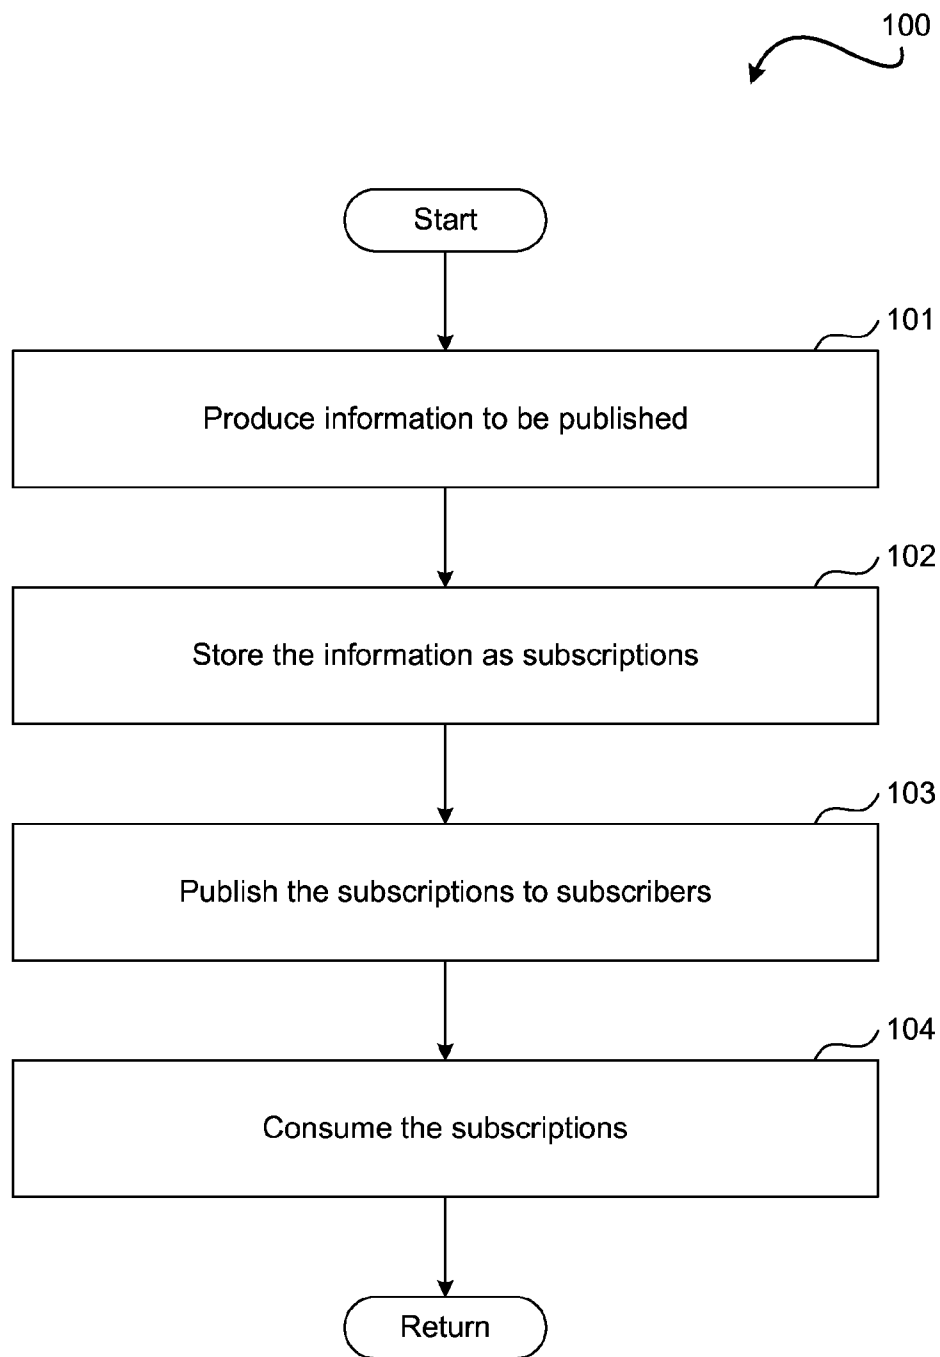 100
Start
101
Produce information to be published
102
Store the information as subscriptions
103
Publish the subscriptions to subscribers
104
Consume the subscriptions
Return